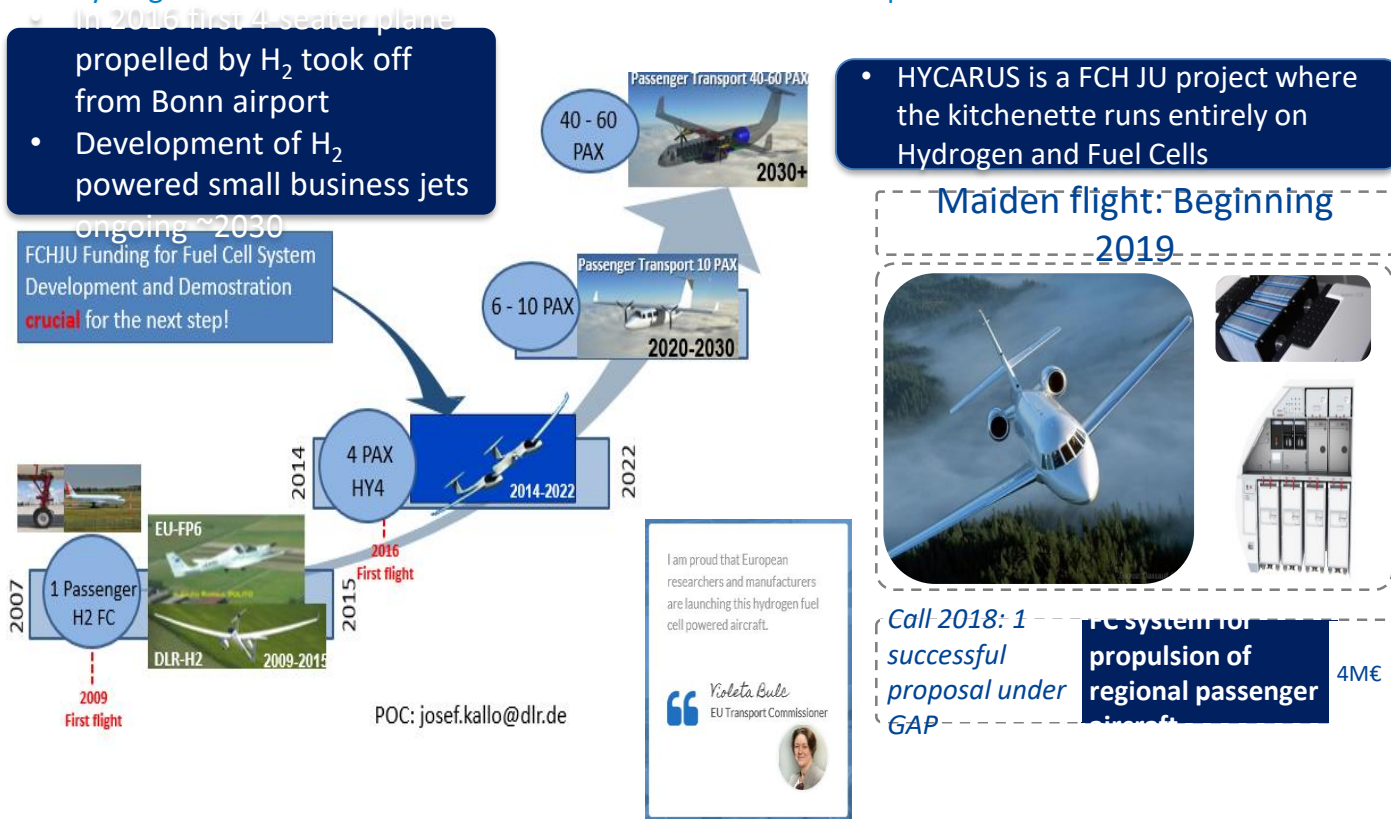 • In 2016 first 4-seater plane
propelled by H2 took off
from Bonn airport
• Development of H2
powered small business jets
ongoing ~2030
FCHJU Funding for Fuel Cell System
Development and Demostration
crucial for the next step!
Passenger Transport 40-60 PAX
40 - 60
PAX
2030+
Passenger Transport 10 PAX
6 - 10 PAX
2020-2030
2014
4 PAX
HY4
2014-2022
2022
2016
First flight
2007
1 Passenger
H2 FC
EU-FP6
DLR-H2
2009-2015
2015
2009
First flight
POC: josef.kallo@dlr.de
I am proud that European
researchers and manufacturers
are launching this hydrogen fuel
cell powered aircraft.
Violeta Bulc
EU Transport Commissioner
• HYCARUS is a FCH JU project where
the kitchenette runs entirely on
Hydrogen and Fuel Cells
Maiden flight: Beginning
2019
Call 2018: 1
successful
proposal under
GAP
FC system for
propulsion of
regional passenger
aircraft
4M€